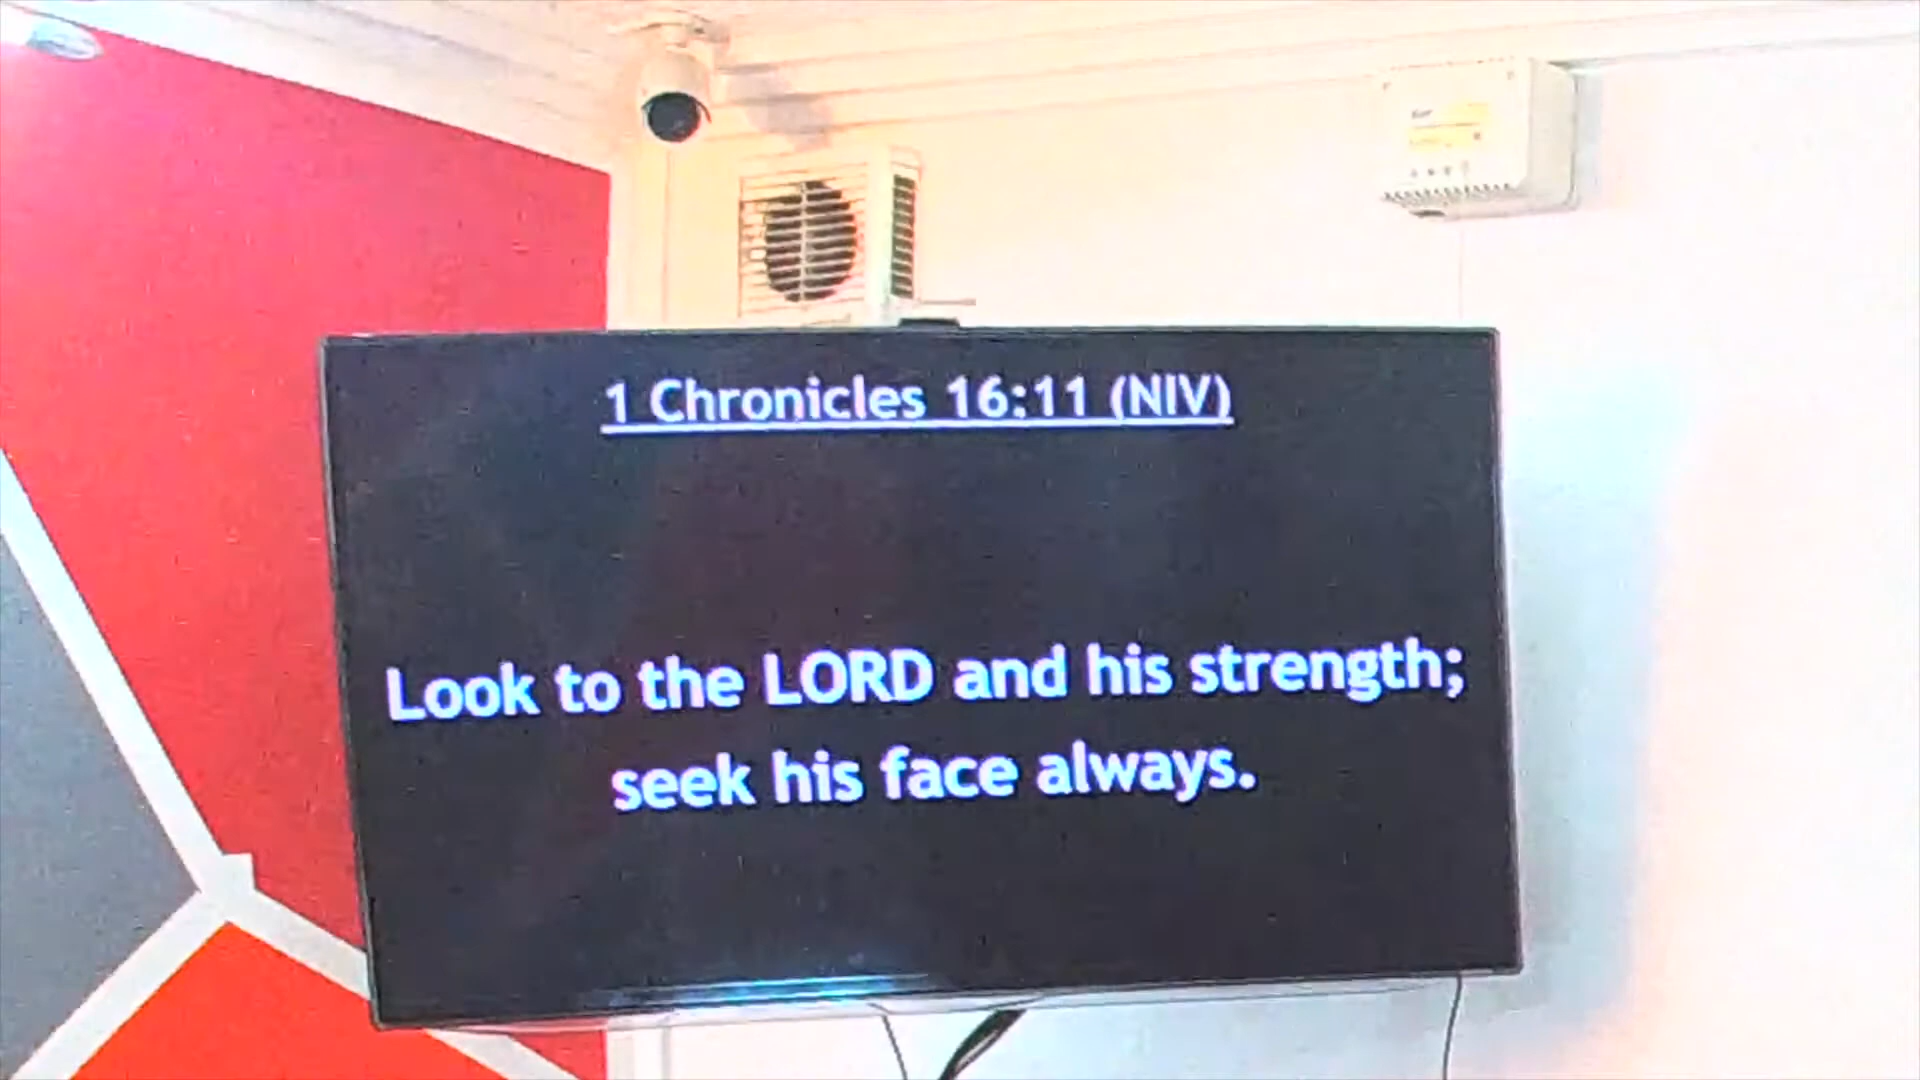 1 Chronicles 16:11 (NIV)
Look to the LORD and his strength;
seek his face always.